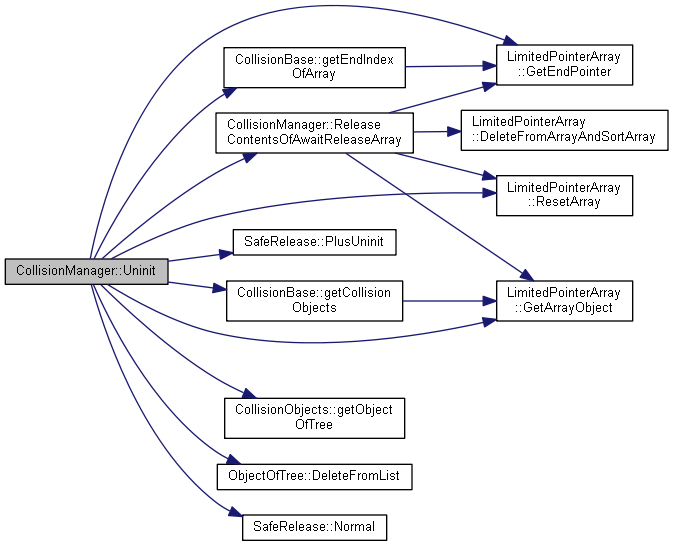 CollisionManager::Uninit
CollisionBase::getEndIndex
OfArray
CollisionManager::Release
ContentsOfAwaitReleaseArray
SafeRelease::PlusUninit
CollisionBase::getCollision
Objects
CollisionObjects::getObject
OfTree
ObjectOfTree::DeleteFromList
SafeRelease::Normal
LimitedPointerArray
::GetEndPointer
LimitedPointerArray
::DeleteFromArrayAndSortArray
LimitedPointerArray
::ResetArray
LimitedPointerArray
::GetArrayObject